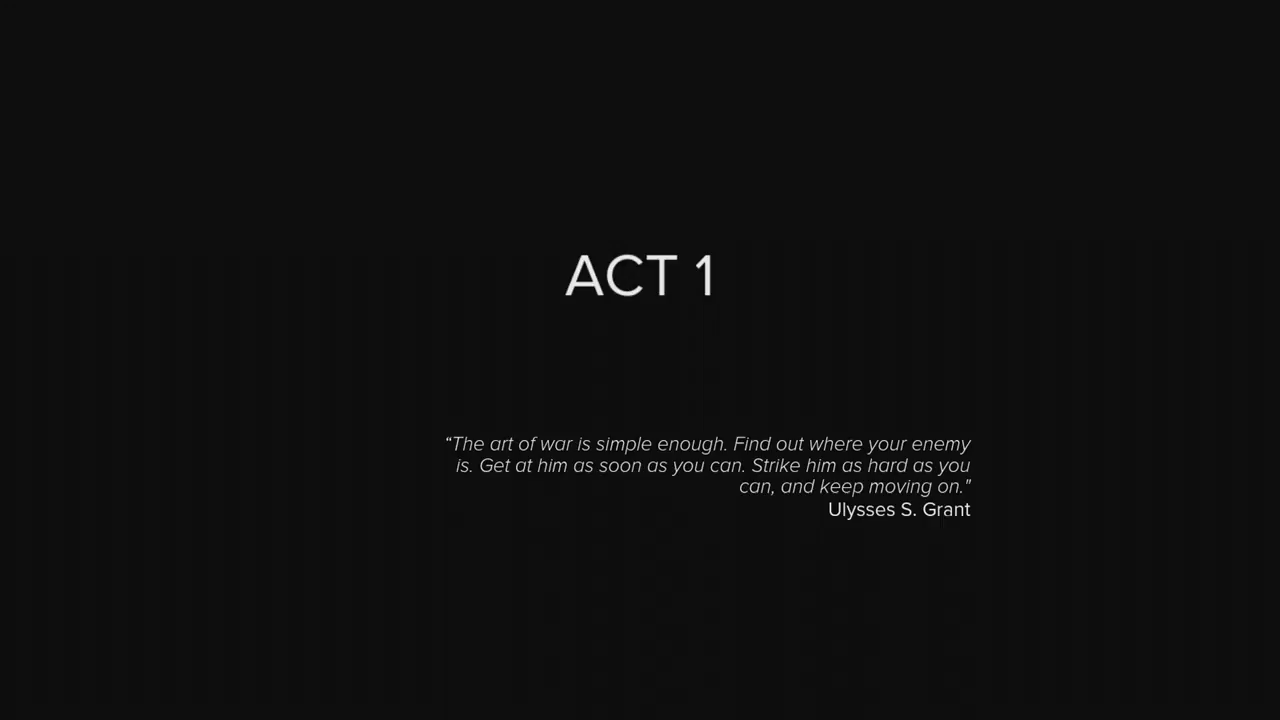 ACT 1
“The art of war is simple enough. Find out where your enemy
is. Get at him as soon as you can. Strike him as hard as you
can, and keep moving on."
Ulysses S. Grant